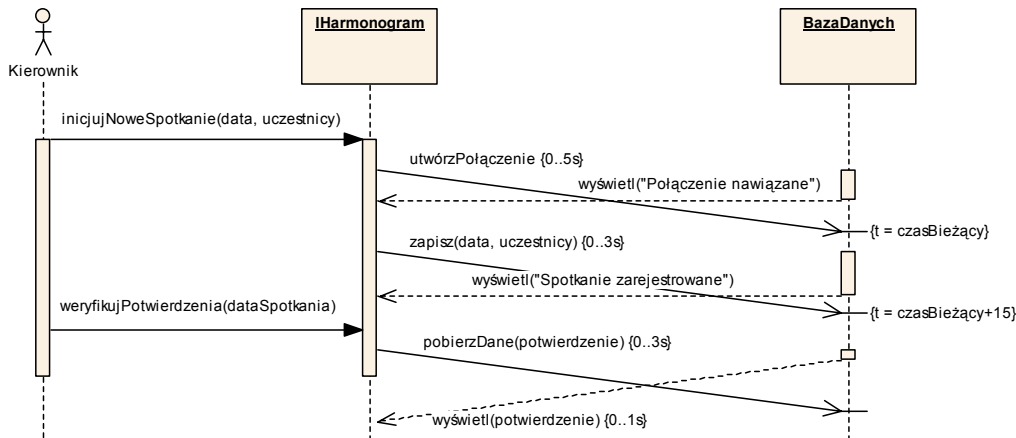 IHarmonogram
BazaDanych
Kierownik
inicjujNoweSpotkanie(data, uczestnicy)
utwórzPołączenie {0..5s}
wyświetl("Połączenie nawiązane")
{t = czasBieżący}
zapisz(data, uczestnicy) {0..3s}
wyświetl("Spotkanie zarejestrowane")
weryfikujPotwierdzenia(dataSpotkania)
{t = czasBieżący+15}
pobierzDane(potwierdzenie) {0..3s}
wyświetl(potwierdzenie) {0..1s}